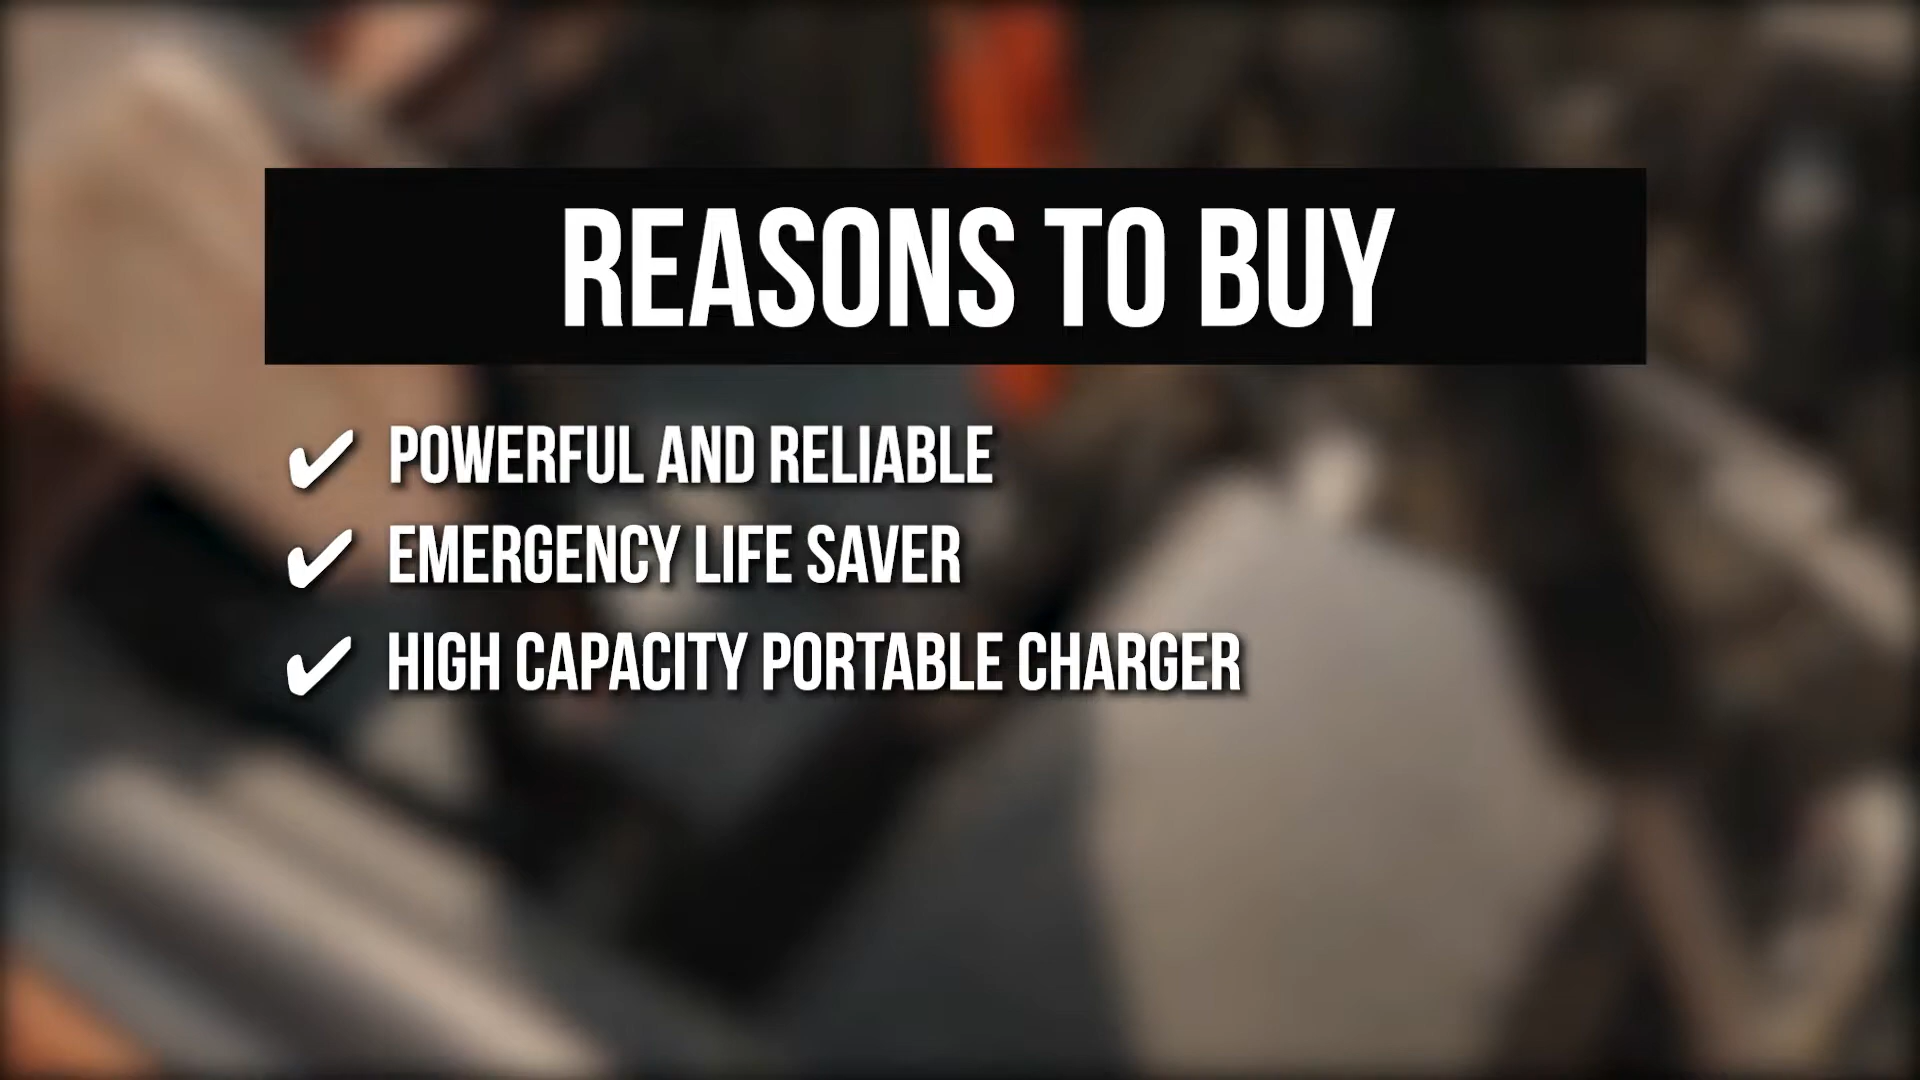 REASONS TO BUY
✔ POWERFUL AND RELIABLE
✔ EMERGENCY LIFE SAVER
✔ HIGH CAPACITY PORTABLE CHARGER